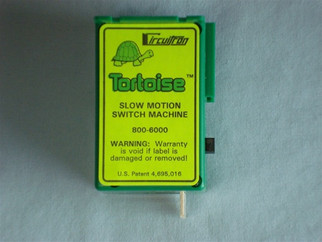 Circuitron
Tortoise™
SLOW MOTION
SWITCH MACHINE
800-6000
WARNING: Warranty
is void if label is
damaged or removed!
U.S. Patent 4,695,016